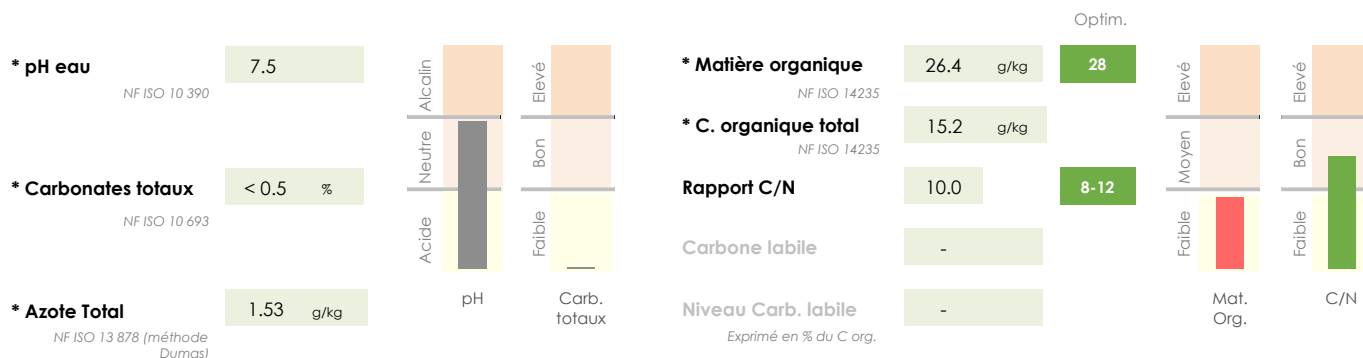 * pH eau
7.5
NF ISO 10 390
* Carbonates totaux
< 0.5 %
NF ISO 10 693
* Azote Total
1.53 g/kg
NF ISO 13 878 (méthode
Dumas)
Alcalin
Neutre
Acide
pH
Elevé
Bon
Faible
Carb.
totaux
Optim.
* Matière organique
26.4 g/kg
28
NF ISO 14235
* C. organique total
15.2 g/kg
NF ISO 14235
Rapport C/N
10.0
8-12
Carbone labile
-
Niveau Carb. labile
-
Exprimé en % du C org.
Elevé
Moyen
Faible
Mat.
Org.
Elevé
Bon
Faible
C/N